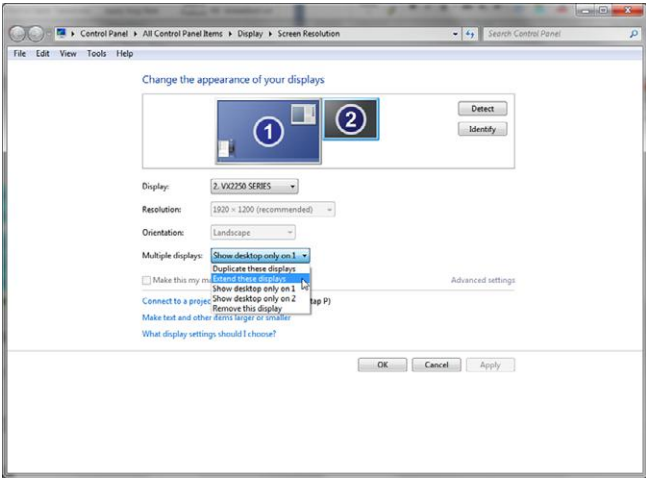 Control Panel ▸ All Control Panel Items ▸ Display ▸ Screen Resolution
Search Control Panel
File Edit View Tools Help
Change the appearance of your displays
1 2
Detect
Identify
Display: 2. VX2250 SERIES
Resolution: 1920 × 1200 (recommended)
Orientation: Landscape
Multiple displays: Show desktop only on 1
Duplicate these displays
Make this my Extend these displays Advanced settings
Show desktop only on 1
Connect to a Show desktop only on 2 tap P)
Remove this display
Make text and other items larger or smaller
What display settings should I choose?
OK Cancel Apply